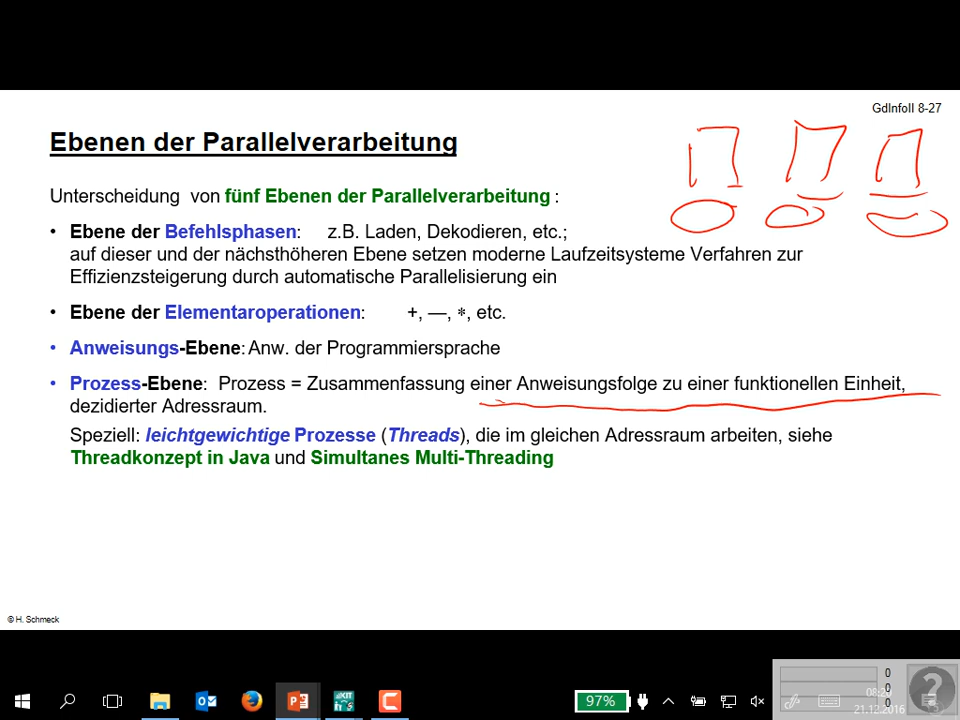 GdInfoII 8-27
Ebenen der Parallelverarbeitung
Unterscheidung von fünf Ebenen der Parallelverarbeitung :
• Ebene der Befehlsphasen: z.B. Laden, Dekodieren, etc.;
auf dieser und der nächsthöheren Ebene setzen moderne Laufzeitsysteme Verfahren zur
Effizienzsteigerung durch automatische Parallelisierung ein
• Ebene der Elementaroperationen: +, —, *, etc.
• Anweisungs-Ebene: Anw. der Programmiersprache
• Prozess-Ebene: Prozess = Zusammenfassung einer Anweisungsfolge zu einer funktionellen Einheit,
dezidierter Adressraum.
Speziell: leichtgewichtige Prozesse (Threads), die im gleichen Adressraum arbeiten, siehe
Threadkonzept in Java und Simultanes Multi-Threading
© H. Schmeck
97%
0
0
0
08:20
21.12.2016